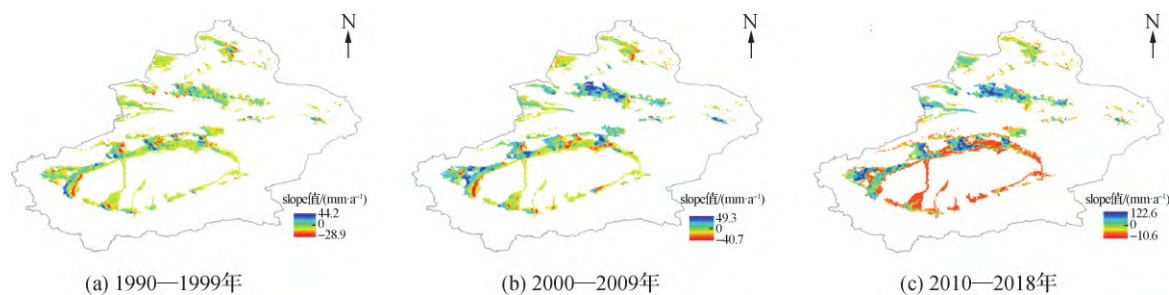 N
slope值/(mm·a⁻¹)
44.2
0
−28.9
(a) 1990—1999年
N
slope值/(mm·a⁻¹)
49.3
0
−40.7
(b) 2000—2009年
N
slope值/(mm·a⁻¹)
122.6
0
−10.6
(c) 2010—2018年